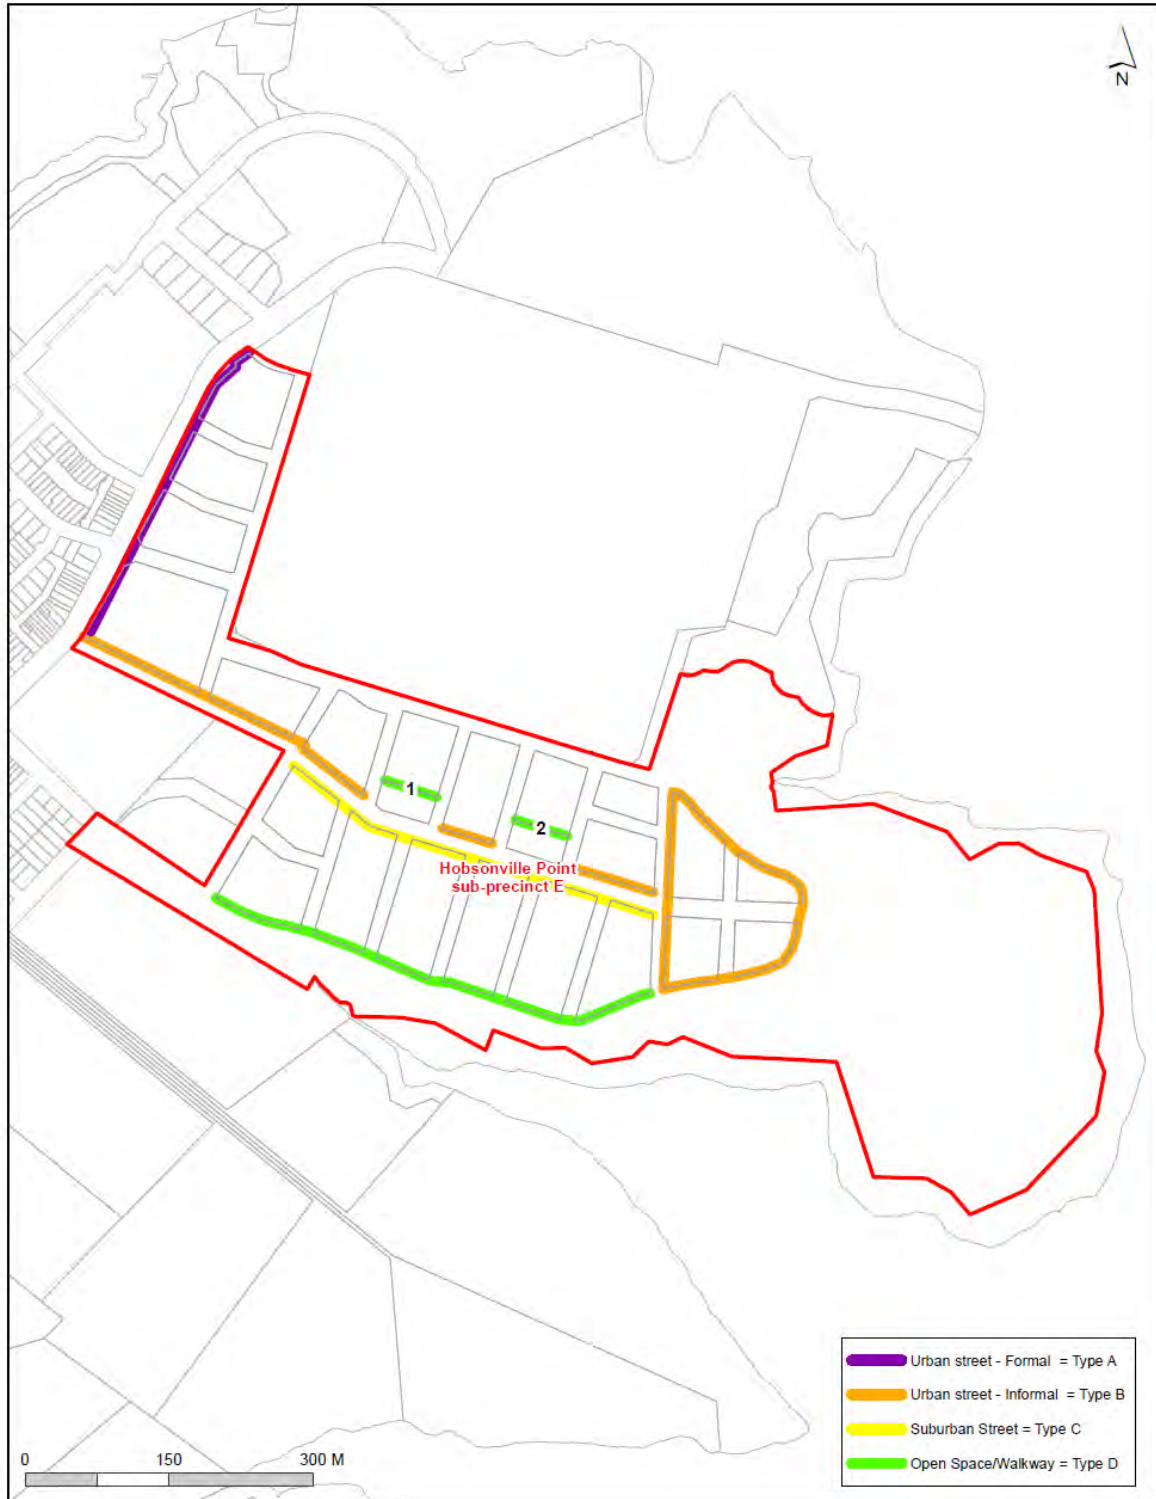 N
1
2
Hobsonville Point
sub-precinct E
Urban street - Formal = Type A
Urban street - Informal = Type B
Suburban Street = Type C
Open Space/Walkway = Type D
0 150 300 M